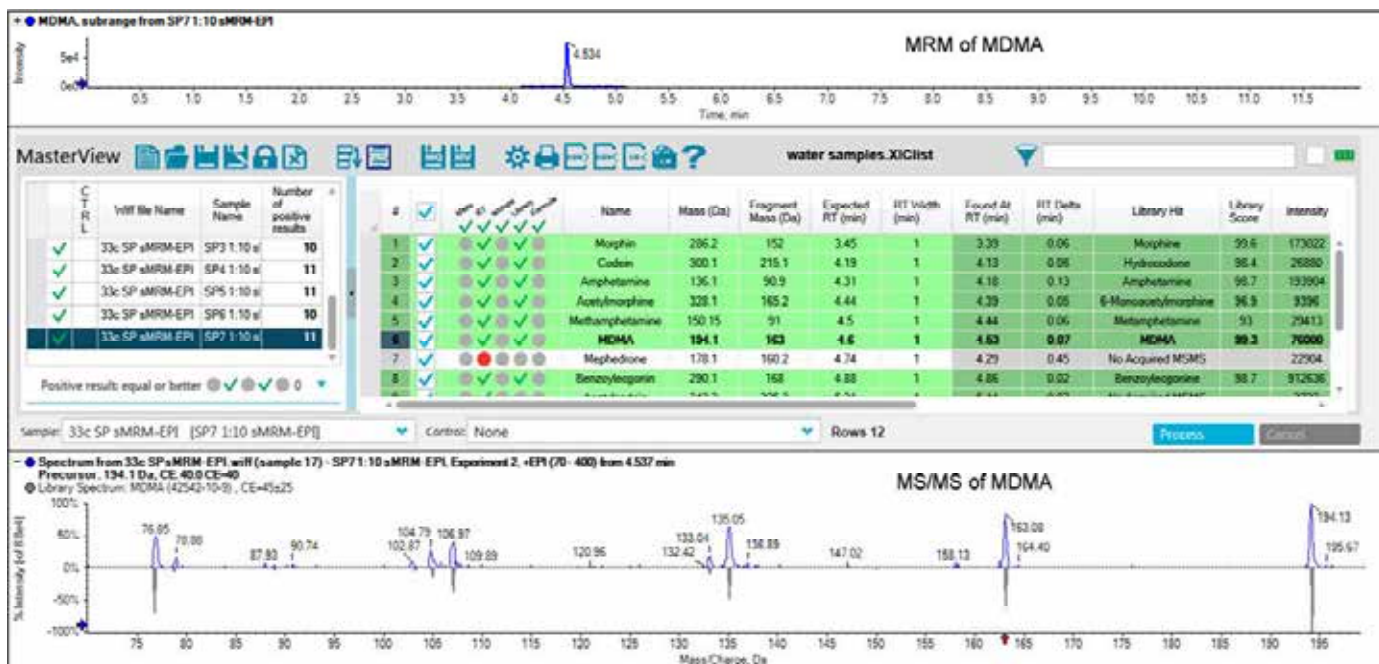 MDMA, subrange from SP7 1:10 sMRM-EPI
MRM of MDMA
Intensity
5e4
0e0
4.534
0.5 1.0 1.5 2.0 2.5 3.0 3.5 4.0 4.5 5.0 5.5 6.0 6.5 7.0 7.5 8.0 8.5 9.0 9.5 10.0 10.5 11.0 11.5
Time, min
MasterView
water samples.XIClist
CTRL Wiff file Name Sample Name Number of positive results
33c SP sMRM-EPI SP3 1:10 s 10
33c SP sMRM-EPI SP4 1:10 s 11
33c SP sMRM-EPI SP5 1:10 s 11
33c SP sMRM-EPI SP6 1:10 s 10
33c SP sMRM-EPI SP7 1:10 s 11
Positive result: equal or better 0
# Name Mass (Da) Fragment Mass (Da) Expected RT (min) RT Width (min) Found At RT (min) RT Delta (min) Library Hit Library Score Intensity
1 Morphin 286.2 152 3.45 1 3.39 0.06 Morphine 99.6 173022
2 Codein 300.1 215.1 4.19 1 4.13 0.06 Hydrocodone 98.4 26880
3 Amphetamine 136.1 90.9 4.31 1 4.18 0.13 Amphetamine 98.7 193904
4 Acetylmorphine 328.1 165.2 4.44 1 4.39 0.05 6-Monoacetylmorphine 96.9 9396
5 Methamphetamine 150.15 91 4.5 1 4.44 0.06 Metamphetamine 93 29413
6 MDMA 194.1 163 4.6 1 4.53 0.07 MDMA 99.3 76000
7 Mephedrone 178.1 160.2 4.74 1 4.29 0.45 No Acquired MSMS 22904
8 Benzoylecgonin 290.1 168 4.88 1 4.86 0.02 Benzoylecgonine 98.7 912636
Sample: 33c SP sMRM-EPI [SP7 1:10 sMRM-EPI] Control: None Rows 12 Process Cancel
Spectrum from 33c SP sMRM-EPI.wiff (sample 17) - SP7 1:10 sMRM-EPI, Experiment 2, +EPI (70 - 400) from 4.537 min
Precursor: 194.1 Da, CE: 40.0 CE=40
Library Spectrum: MDMA (42542-10-9) , CE=45±25
MS/MS of MDMA
% Intensity
100%
50%
0%
-50%
-100%
76.85 78.88 87.93 90.74 102.87 104.79 106.97 109.89 120.96 132.42 133.04 135.05 136.89 147.02 158.13 163.08 164.40 194.13 195.67
75 80 85 90 95 100 105 110 115 120 125 130 135 140 145 150 155 160 165 170 175 180 185 190 195
Mass/Charge, Da